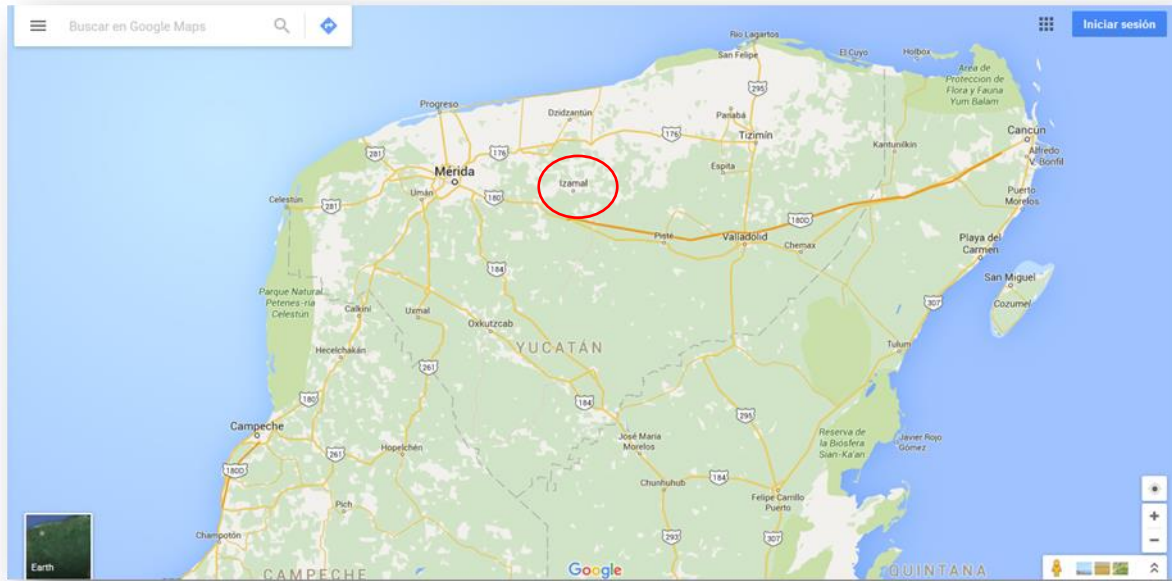 Buscar en Google Maps
Iniciar sesión
Rio Lagartos
San Felipe
El Cuyo
Holbox
Area de
Proteccion de
Flora y Fauna
Yum Balam
295
Progreso
Dzidzantún
Panabá
176
Tizimín
Cancún
281
176
Kantunilkin
Alfredo
V. Bonfil
Mérida
Izamal
Espita
Umán
180
Celestún
281
Puerto
Morelos
180D
Pisté
Valladolid
Chemax
Playa del
Carmen
184
San Miguel
Parque Natural
Petenes-ría
Celestún
Calkini
Uxmal
307
Cozumel
Oxkutzcab
Hecelchakán
YUCATÁN
Tulum
261
180
184
295
Campeche
José Maria
Morelos
Reserva de
la Biósfera
Sian-Ka'an
Javier Rojo
Gómez
261
Hopelchén
180D
Chunhuhub
184
Felipe Carrillo
Puerto
Pich
Champotón
293
307
Earth
CAMPECHE
Google
QUINTANA